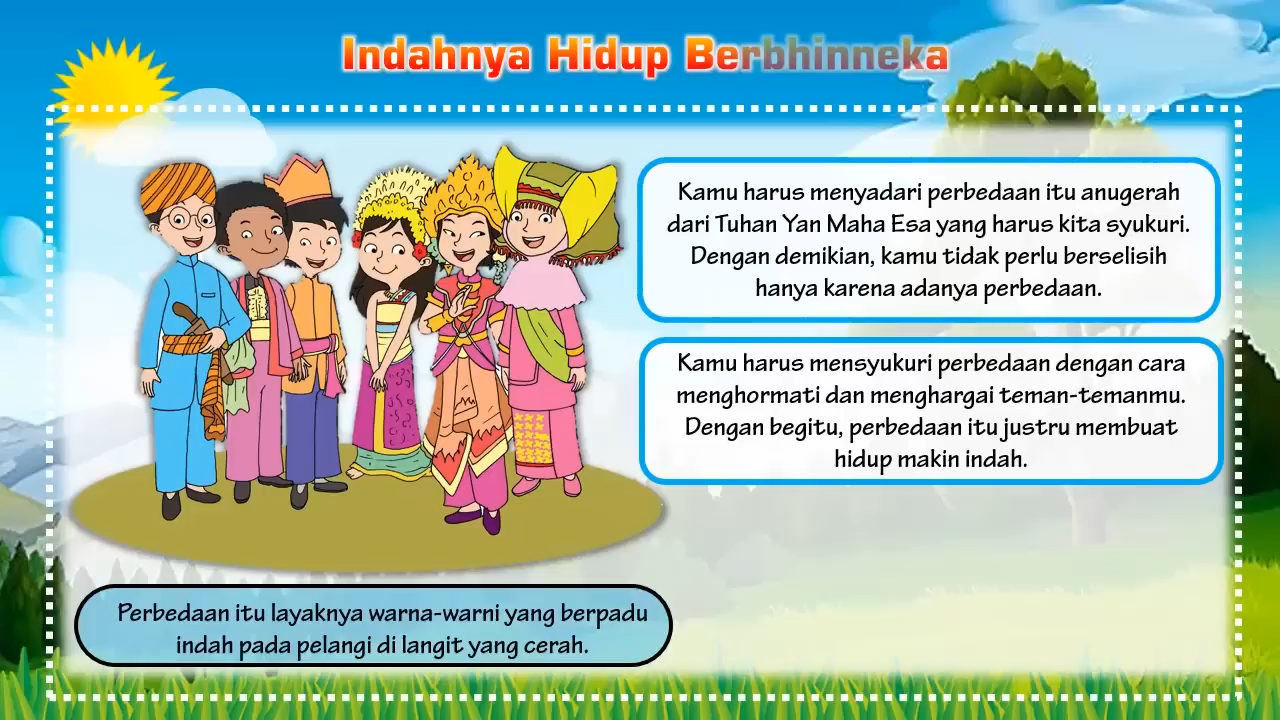 Indahnya Hidup Berbhinneka
Kamu harus menyadari perbedaan itu anugerah
dari Tuhan Yan Maha Esa yang harus kita syukuri.
Dengan demikian, kamu tidak perlu berselisih
hanya karena adanya perbedaan.
Kamu harus mensyukuri perbedaan dengan cara
menghormati dan menghargai teman-temanmu.
Dengan begitu, perbedaan itu justru membuat
hidup makin indah.
Perbedaan itu layaknya warna-warni yang berpadu
indah pada pelangi di langit yang cerah.